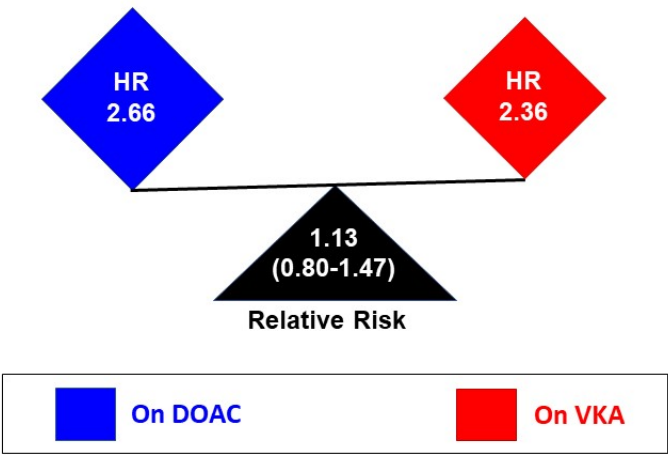 HR
2.66
HR
2.36
1.13
(0.80-1.47)
Relative Risk
On DOAC
On VKA